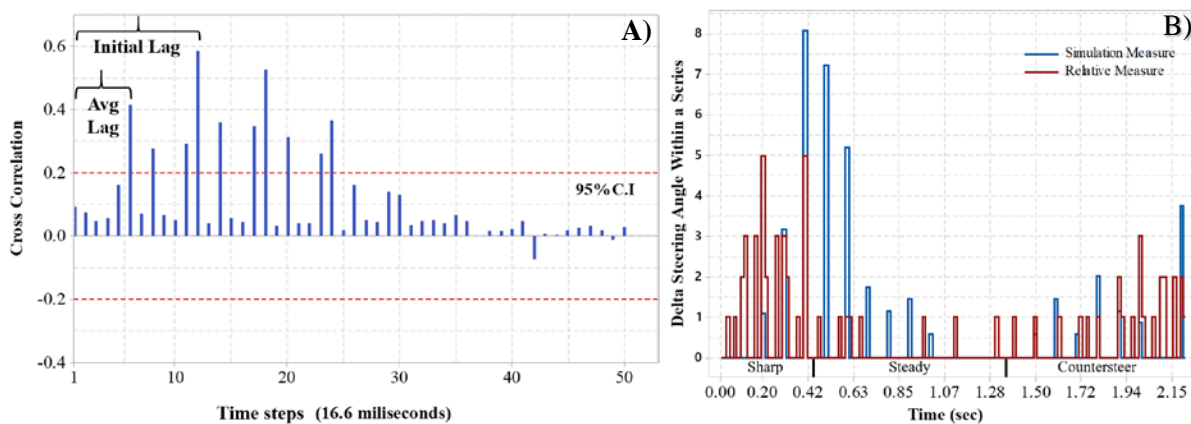 A)
Initial Lag
Avg
Lag
95%C.I
Cross Correlation
0.6
0.4
0.2
0.0
-0.2
-0.4
1
10
20
30
40
50
Time steps (16.6 miliseconds)
B)
Simulation Measure
Relative Measure
Delta Steering Angle Within a Series
8
7
6
5
4
3
2
1
0
Sharp
Steady
Countersteer
0.00
0.20
0.42
0.63
0.85
1.07
1.28
1.50
1.72
1.94
2.15
Time (sec)